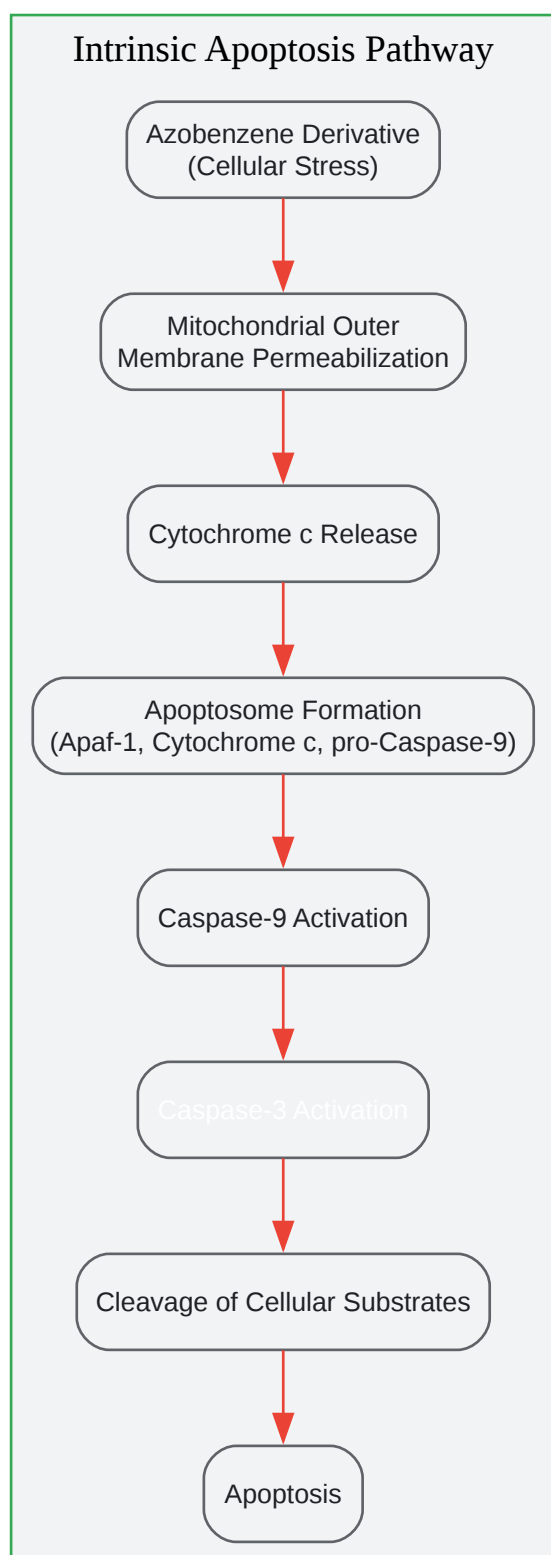 Intrinsic Apoptosis Pathway
Azobenzene Derivative
(Cellular Stress)
Mitochondrial Outer
Membrane Permeabilization
Cytochrome c Release
Apoptosome Formation
(Apaf-1, Cytochrome c, pro-Caspase-9)
Caspase-9 Activation
Caspase-3 Activation
Cleavage of Cellular Substrates
Apoptosis